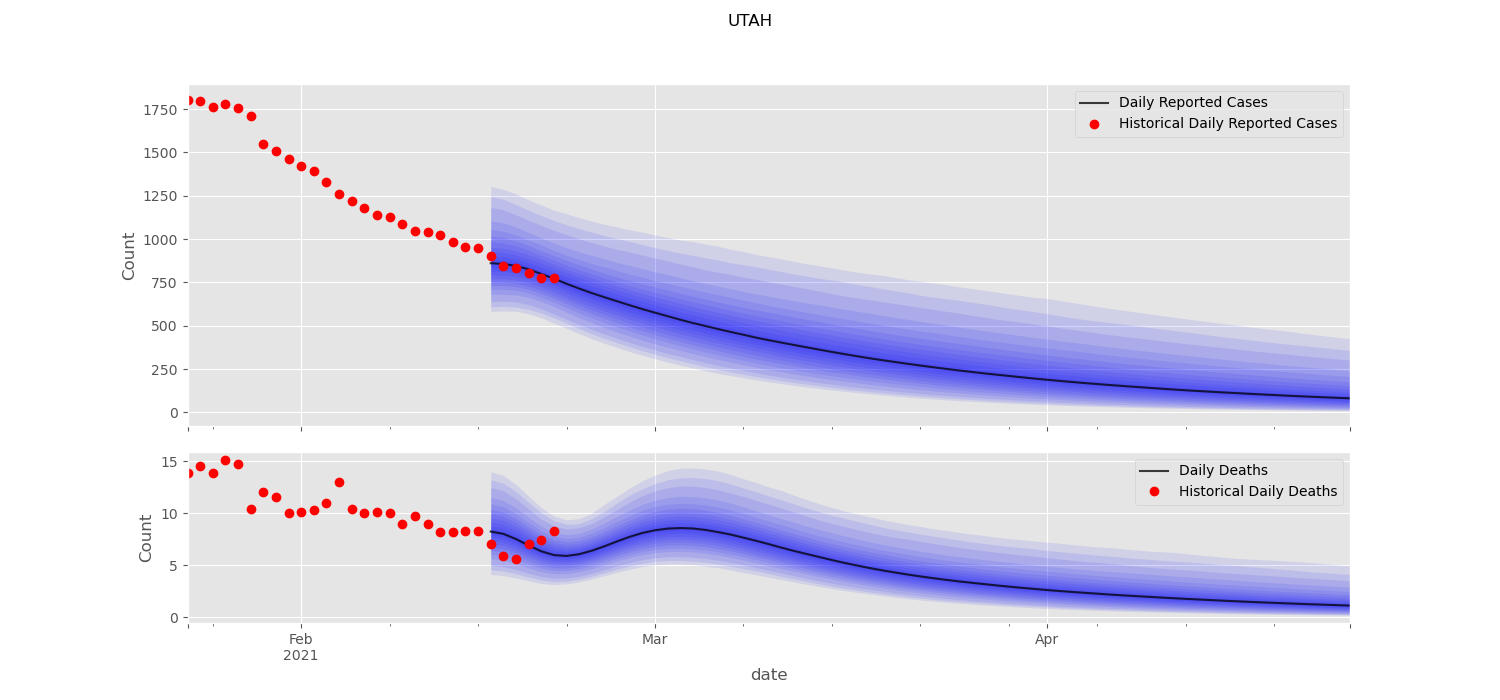 UTAH
Daily Reported Cases
Historical Daily Reported Cases
1750
1500
1250
1000
750
500
250
0
Count
Daily Deaths
Historical Daily Deaths
15
10
5
0
Count
Feb
2021
Mar
Apr
date